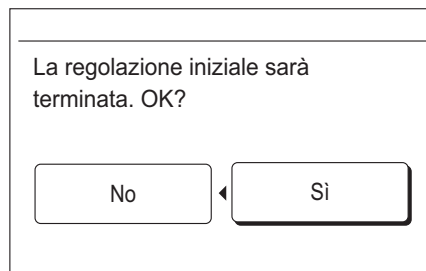 La regolazione iniziale sarà
terminata. OK?
No
Sì